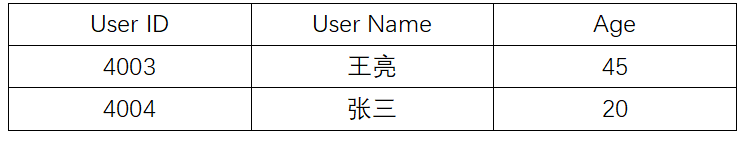 User ID User Name Age
4003 王亮 45
4004 张三 20